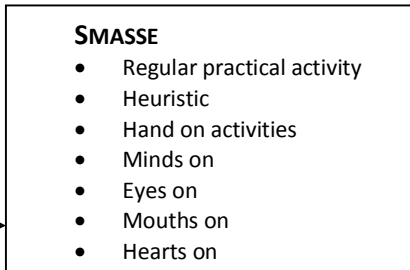 SMASSE
• Regular practical activity
• Heuristic
• Hand on activities
• Minds on
• Eyes on
• Mouths on
• Hearts on